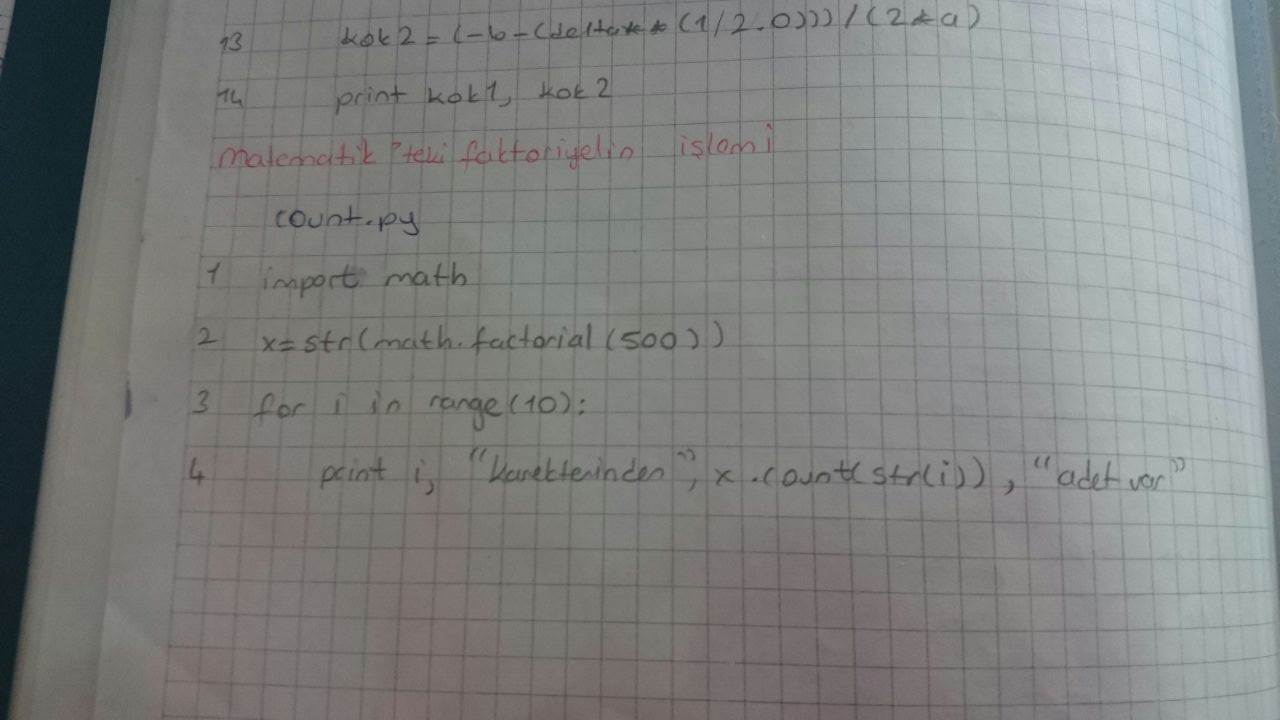 13 kok2 = (-b-(delta**(1/2.0)))/(2*a)
14 print kok1, kok2
Matematik'teki faktoriyelin işlemi
count.py
1 import math
2 x=str(math.factorial(500))
3 for i in range(10):
4 print i, "karekterinden", x.count(str(i)), "adet var"